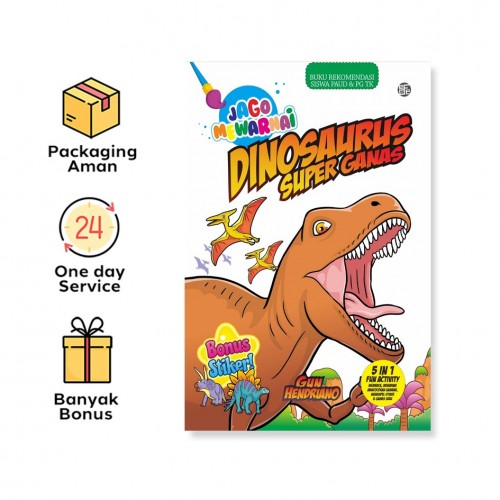 Packaging
Aman
24
One day
Service
Banyak
Bonus
BUKU REKOMENDASI
SISWA PAUD & PG TK
JAGO
MEWARNAI
DINOSAURUS
SUPER GANAS
Bonus
Stiker!
GUN
HENDRIANO
5 IN 1
FUN ACTIVITY